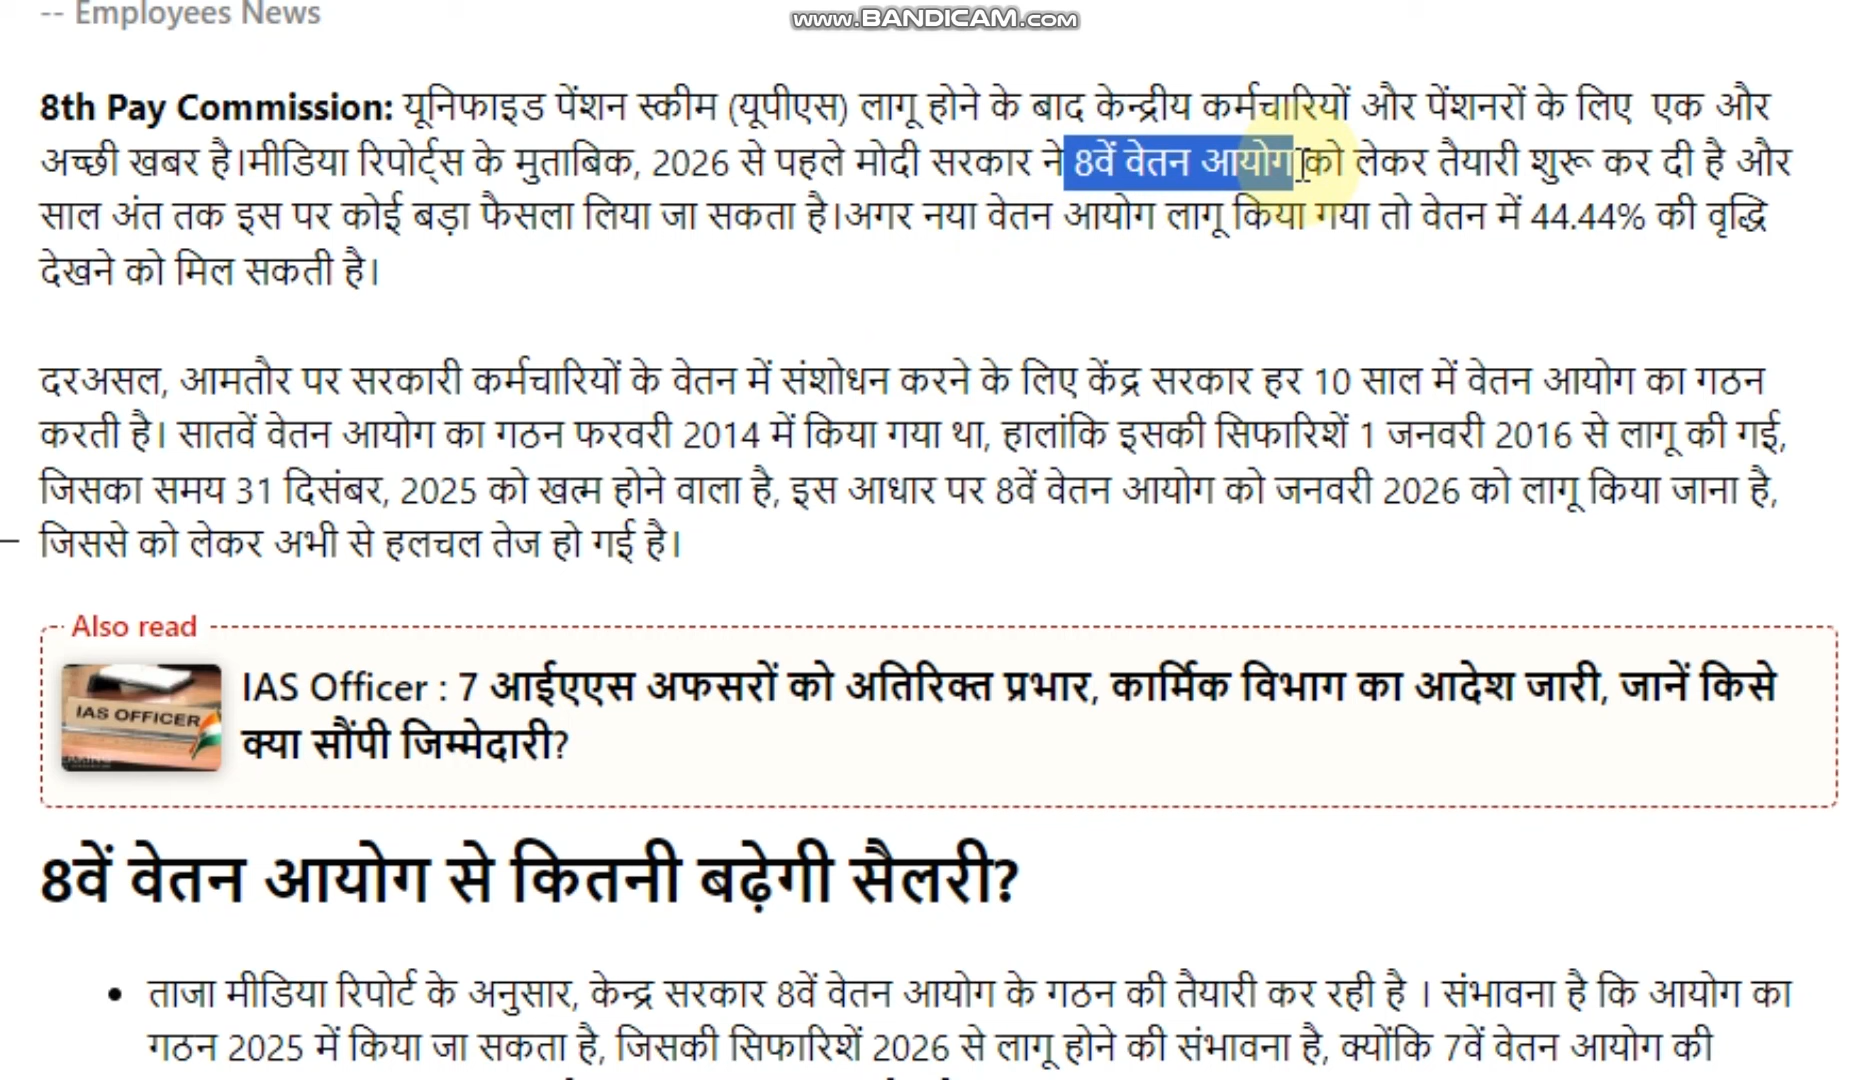 -- Employees News
www.BANDICAM.com
8th Pay Commission: यूनिफाइड पेंशन स्कीम (यूपीएस) लागू होने के बाद केन्द्रीय कर्मचारियों और पेंशनरों के लिए एक और
अच्छी खबर है।मीडिया रिपोर्ट्स के मुताबिक, 2026 से पहले मोदी सरकार ने 8वें वेतन आयोग को लेकर तैयारी शुरू कर दी है और
साल अंत तक इस पर कोई बड़ा फैसला लिया जा सकता है।अगर नया वेतन आयोग लागू किया गया तो वेतन में 44.44% की वृद्धि
देखने को मिल सकती है।
दरअसल, आमतौर पर सरकारी कर्मचारियों के वेतन में संशोधन करने के लिए केंद्र सरकार हर 10 साल में वेतन आयोग का गठन
करती है। सातवें वेतन आयोग का गठन फरवरी 2014 में किया गया था, हालांकि इसकी सिफारिशें 1 जनवरी 2016 से लागू की गई,
जिसका समय 31 दिसंबर, 2025 को खत्म होने वाला है, इस आधार पर 8वें वेतन आयोग को जनवरी 2026 को लागू किया जाना है,
जिससे को लेकर अभी से हलचल तेज हो गई है।
Also read
IAS OFFICER
IAS Officer : 7 आईएएस अफसरों को अतिरिक्त प्रभार, कार्मिक विभाग का आदेश जारी, जानें किसे
क्या सौंपी जिम्मेदारी?
8वें वेतन आयोग से कितनी बढ़ेगी सैलरी?
• ताजा मीडिया रिपोर्ट के अनुसार, केन्द्र सरकार 8वें वेतन आयोग के गठन की तैयारी कर रही है । संभावना है कि आयोग का
गठन 2025 में किया जा सकता है, जिसकी सिफारिशें 2026 से लागू होने की संभावना है, क्योंकि 7वें वेतन आयोग की